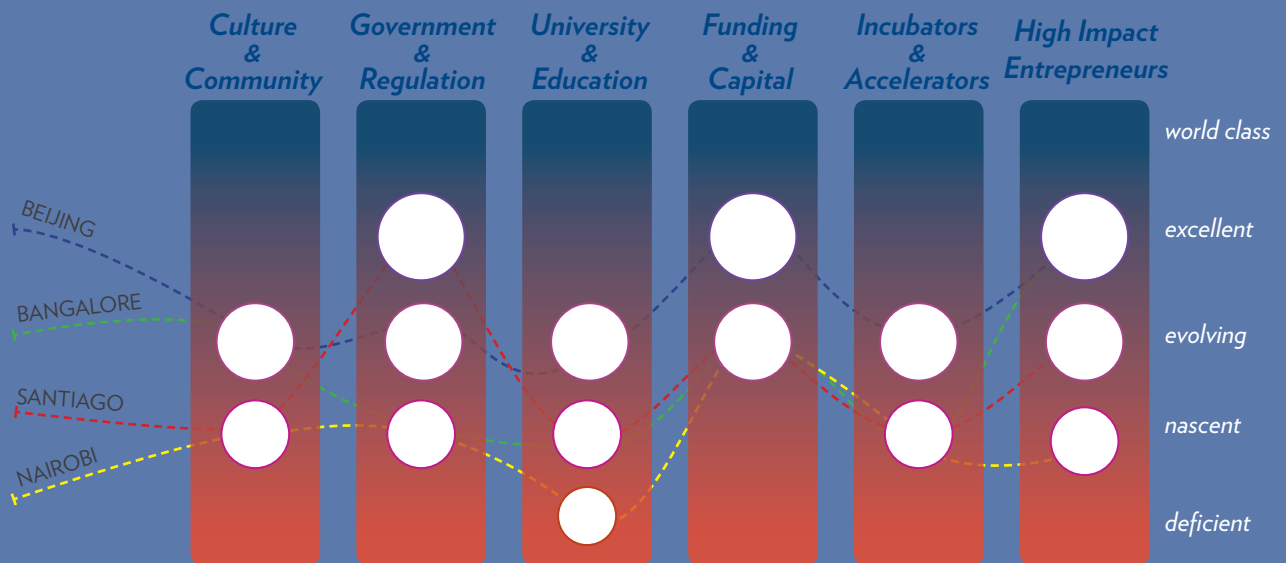 Culture
&
Community
Government
&
Regulation
University
&
Education
Funding
&
Capital
Incubators
&
Accelerators
High Impact
Entrepreneurs
world class
BEIJING
excellent
BANGALORE
evolving
SANTIAGO
nascent
NAIROBI
deficient